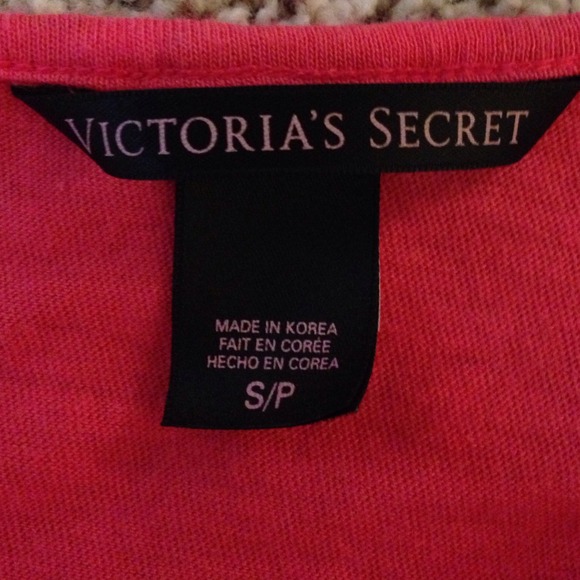 VICTORIA'S SECRET
MADE IN KOREA
FAIT EN CORÉE
HECHO EN COREA
S/P